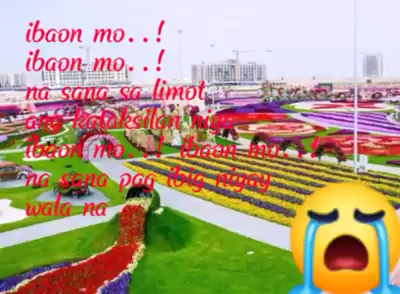 ibaon mo..!
ibaon mo..!
na sana sa limot
ang kataksilan niya
ibaon mo..! ibaon mo..!
na sana pag ibig niyay
wala na